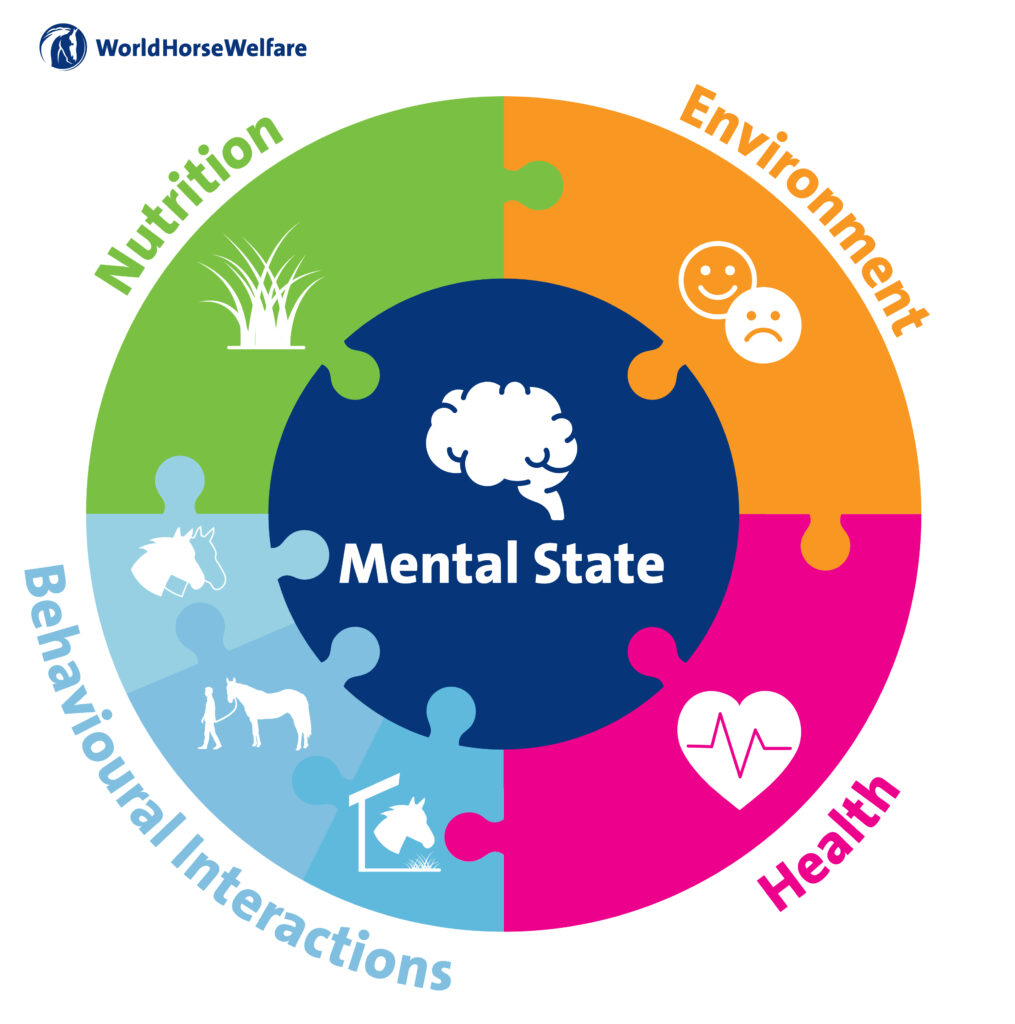 WorldHorseWelfare
Nutrition
Environment
Mental State
Behavioural Interactions
Health